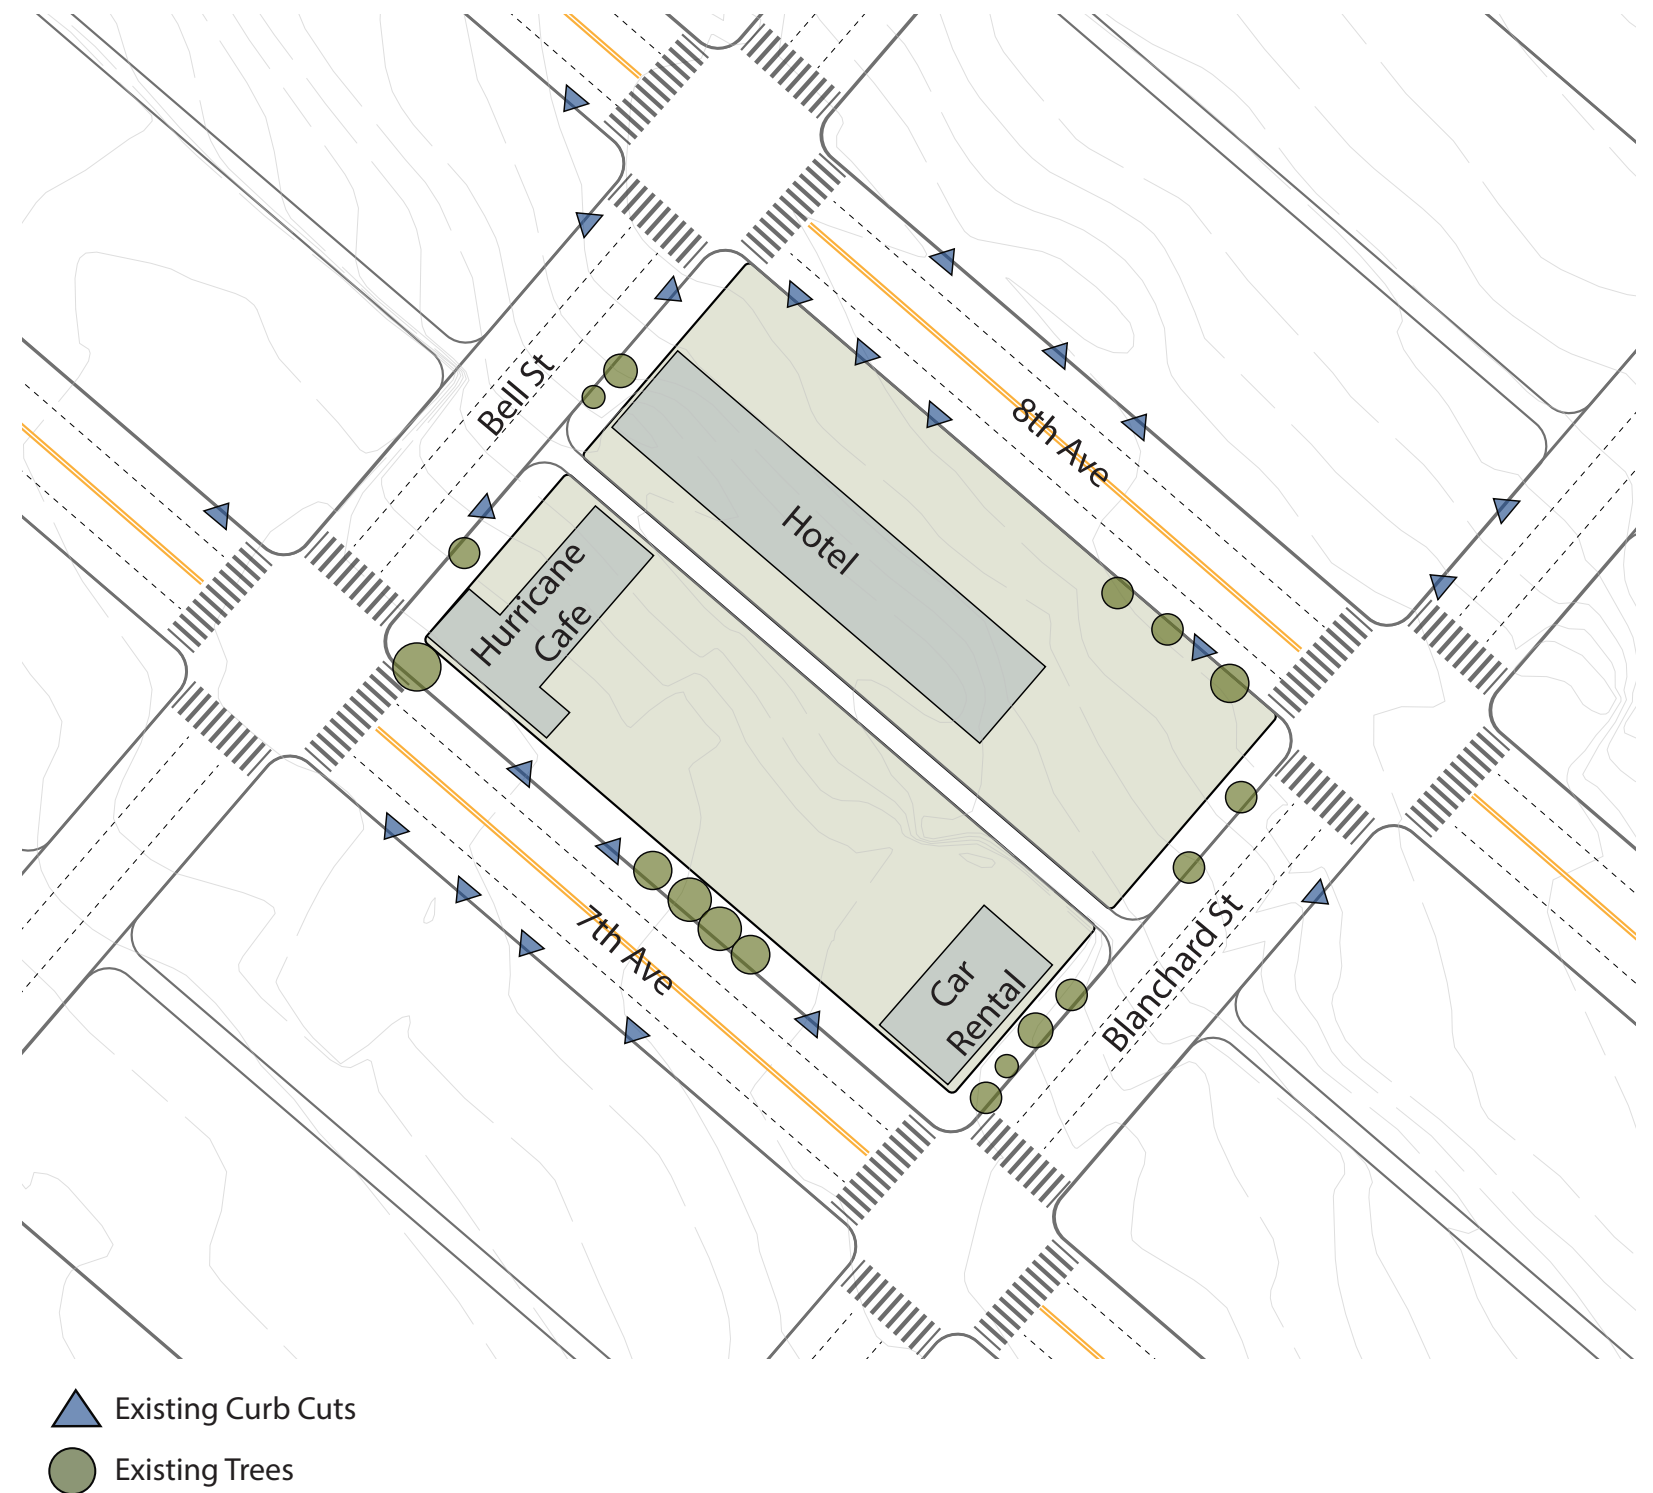 Bell St
8th Ave
Hotel
Hurricane
Cafe
7th Ave
Car
Rental
Blanchard St
Existing Curb Cuts
Existing Trees